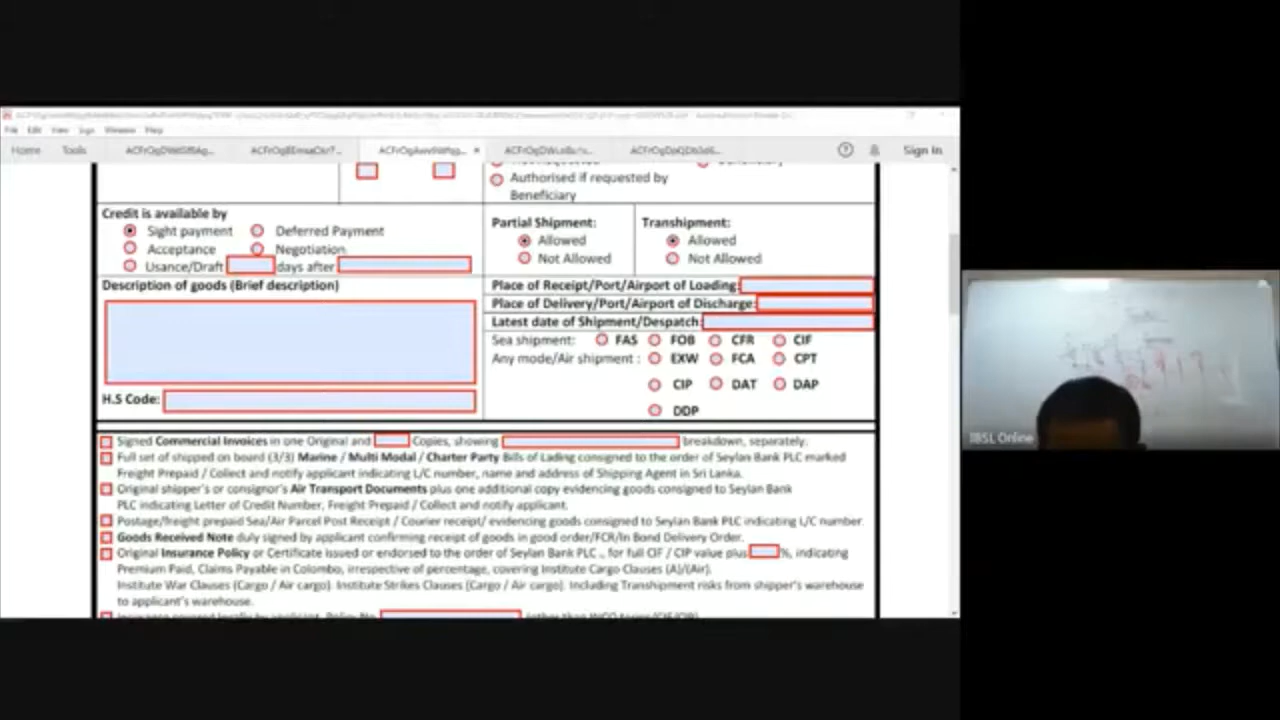 File Edit View Sign Window Help
Home Tools Sign In
Authorised if requested by
Beneficiary
Credit is available by
Sight payment Deferred Payment
Acceptance Negotiation
Usance/Draft days after
Partial Shipment: Transhipment:
Allowed Allowed
Not Allowed Not Allowed
Description of goods (Brief description)
H.S Code:
Place of Receipt/Port/Airport of Loading:
Place of Delivery/Port/Airport of Discharge:
Latest date of Shipment/Despatch:
Sea shipment: FAS FOB CFR CIF
Any mode/Air shipment : EXW FCA CPT
CIP DAT DAP
DDP
Signed Commercial Invoices in one Original and Copies, showing breakdown, separately.
Full set of shipped on board (3/3) Marine / Multi Modal / Charter Party Bills of Lading consigned to the order of Seylan Bank PLC marked
Freight Prepaid / Collect and notify applicant indicating L/C number, name and address of Shipping Agent in Sri Lanka.
Original shipper's or consignor's Air Transport Documents plus one additional copy evidencing goods consigned to Seylan Bank
PLC indicating Letter of Credit Number, Freight Prepaid / Collect and notify applicant.
Postage/freight prepaid Sea/Air Parcel Post Receipt / Courier receipt/ evidencing goods consigned to Seylan Bank PLC indicating L/C number.
Goods Received Note duly signed by applicant confirming receipt of goods in good order/FCR/In Bond Delivery Order.
Original Insurance Policy or Certificate issued or endorsed to the order of Seylan Bank PLC ., for full CIF / CIP value plus %, indicating
Premium Paid, Claims Payable in Colombo, irrespective of percentage, covering Institute Cargo Clauses (A)/(Air).
Institute War Clauses (Cargo / Air cargo). Institute Strikes Clauses (Cargo / Air cargo). Including Transhipment risks from shipper's warehouse
to applicant's warehouse.
IBSL Online